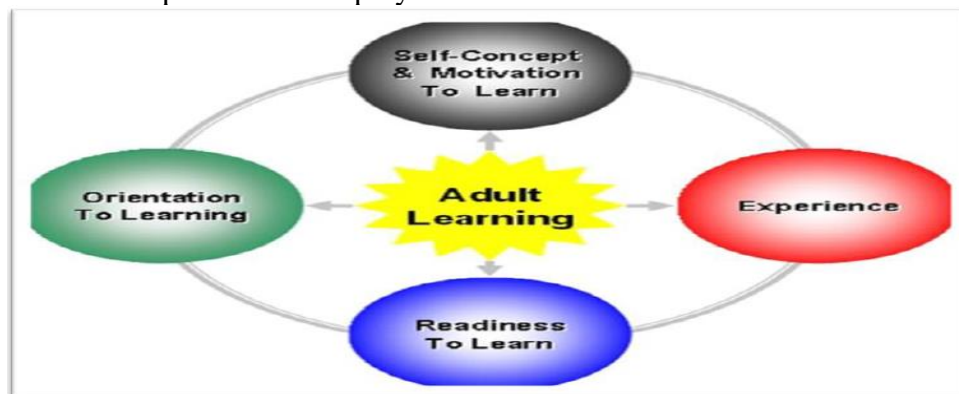 Self-Concept
& Motivation
To Learn
Orientation
To Learning
Adult
Learning
Experience
Readiness
To Learn